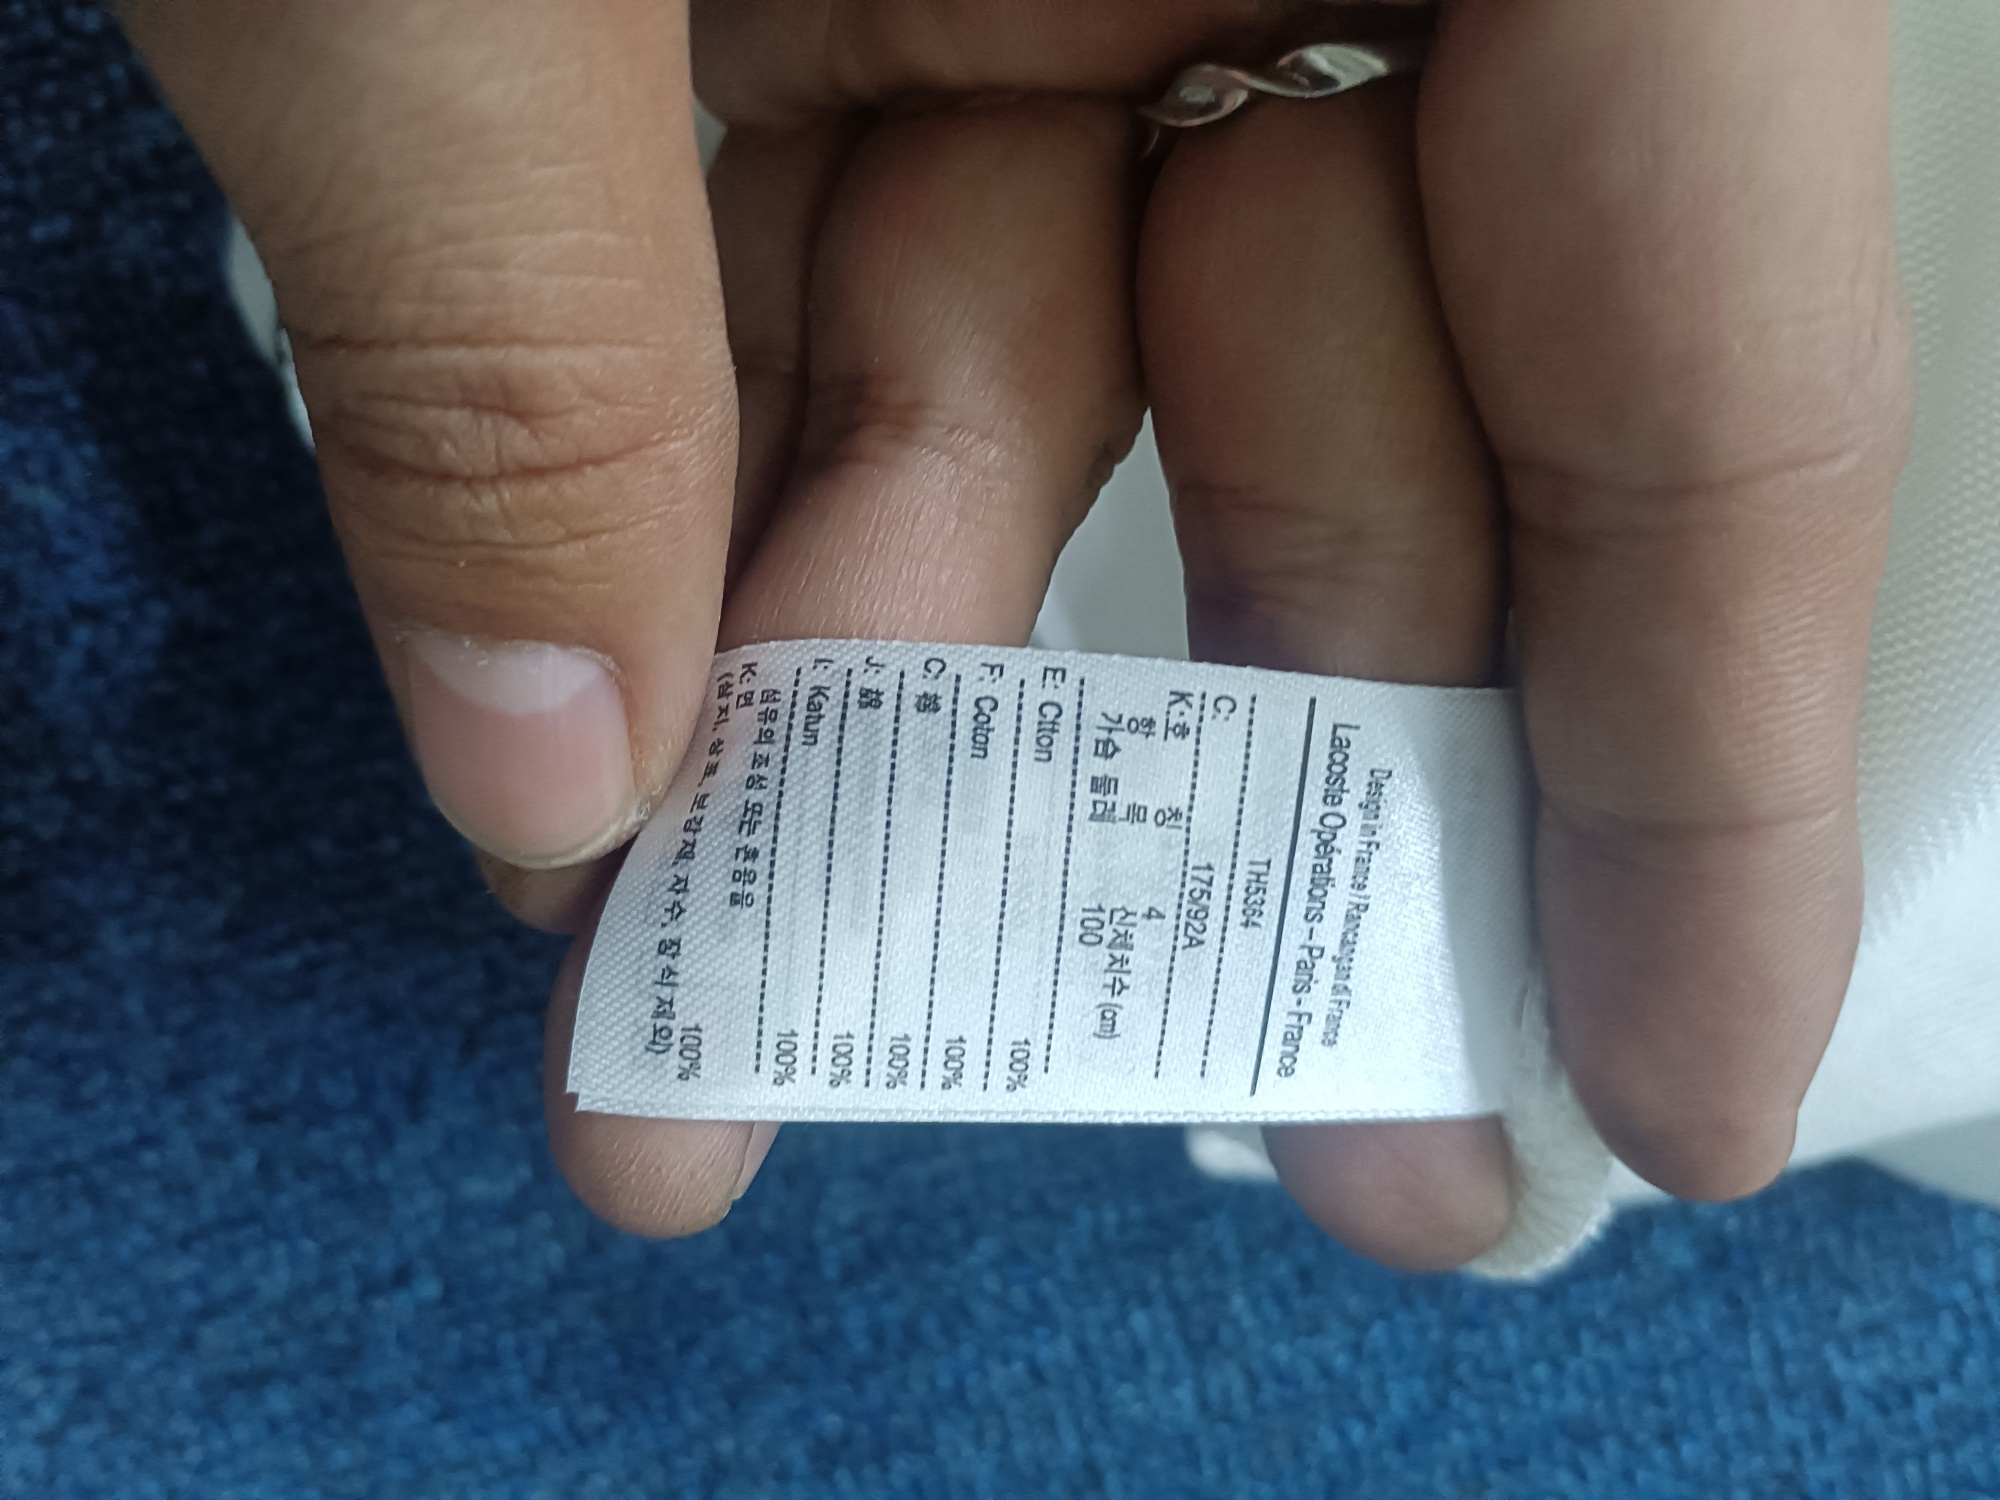 Design in France / Rancangan di France
Lacoste Opérations – Paris - France
TH5364
C: 175/92A
K: 호 칭 4
항 목 신체치수 (cm)
가슴 둘레 100
E: Ctton 100%
F: Coton 100%
C: 棉 100%
J: 綿 100%
I: Katun 100%
섬유의 조성 또는 혼용율
K: 면 100%
(심지, 상표, 보강재, 자수, 장식 제외)